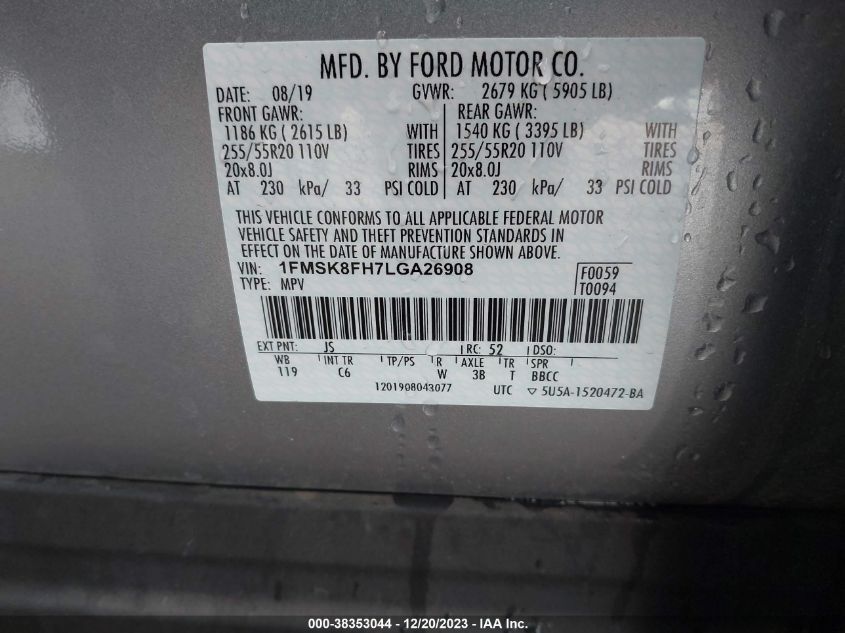 MFD. BY FORD MOTOR CO.
DATE: 08/19 GVWR: 2679 KG ( 5905 LB)
FRONT GAWR: REAR GAWR:
1186 KG ( 2615 LB) WITH 1540 KG ( 3395 LB) WITH
255/55R20 110V TIRES 255/55R20 110V TIRES
20x8.0J RIMS 20x8.0J RIMS
AT 230 kPa/ 33 PSI COLD AT 230 kPa/ 33 PSI COLD
THIS VEHICLE CONFORMS TO ALL APPLICABLE FEDERAL MOTOR
VEHICLE SAFETY AND THEFT PREVENTION STANDARDS IN
EFFECT ON THE DATE OF MANUFACTURE SHOWN ABOVE.
VIN: 1FMSK8FH7LGA26908 F0059
TYPE: MPV T0094
EXT PNT: JS RC: 52 DSO:
WB INT TR TP/PS R AXLE TR SPR
119 C6 W 3B T BBCC
1201908043077 UTC ▽ 5U5A-1520472-BA
000-38353044 - 12/20/2023 - IAA Inc.